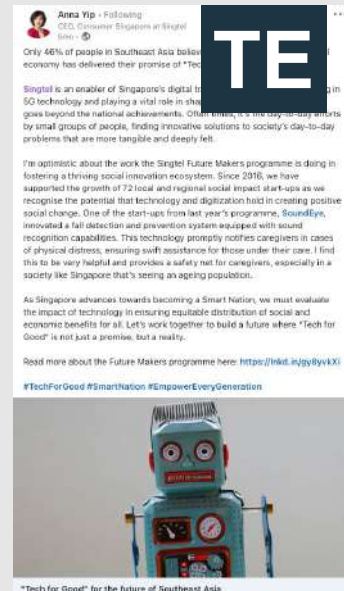 Anna Yip • Following
CEO, Consumer Singapore at Singtel
TE
Only 46% of people in Southeast Asia
economy has delivered their promise of "Tec
Singtel is an enabler of Singapore's digital in
5G technology and playing a vital role in
goes beyond the national achievements. Often times, it's the day-to-day efforts
by small groups of people, finding innovative solutions to society's day-to-day
problems that are more tangible and deeply felt.
I'm optimistic about the work the Singtel Future Makers programme is doing in
fostering a thriving social innovation ecosystem. Since 2016, we have
supported the growth of 72 local and regional social impact start-ups as we
recognise the potential that technology and digitization hold in creating positive
social change. One of the start-ups from last year's programme, SoundEye,
innovated a fall detection and prevention system equipped with sound
recognition capabilities. This technology promptly notifies caregivers in cases
of physical distress, ensuring swift assistance for those under their care. I find
this to be very helpful and provides a safety net for caregivers, especially in a
society like Singapore that's seeing an ageing population.
As Singapore advances towards becoming a Smart Nation, we must evaluate
the impact of technology in ensuring equitable distribution of social and
economic benefits for all. Let's work together to build a future where "Tech for
Good" is not just a promise, but a reality.
Read more about the Future Makers programme here:
#TechForGood #SmartNation #EmpowerEveryGeneration
"Tech for Good" for the future of Southeast Asia